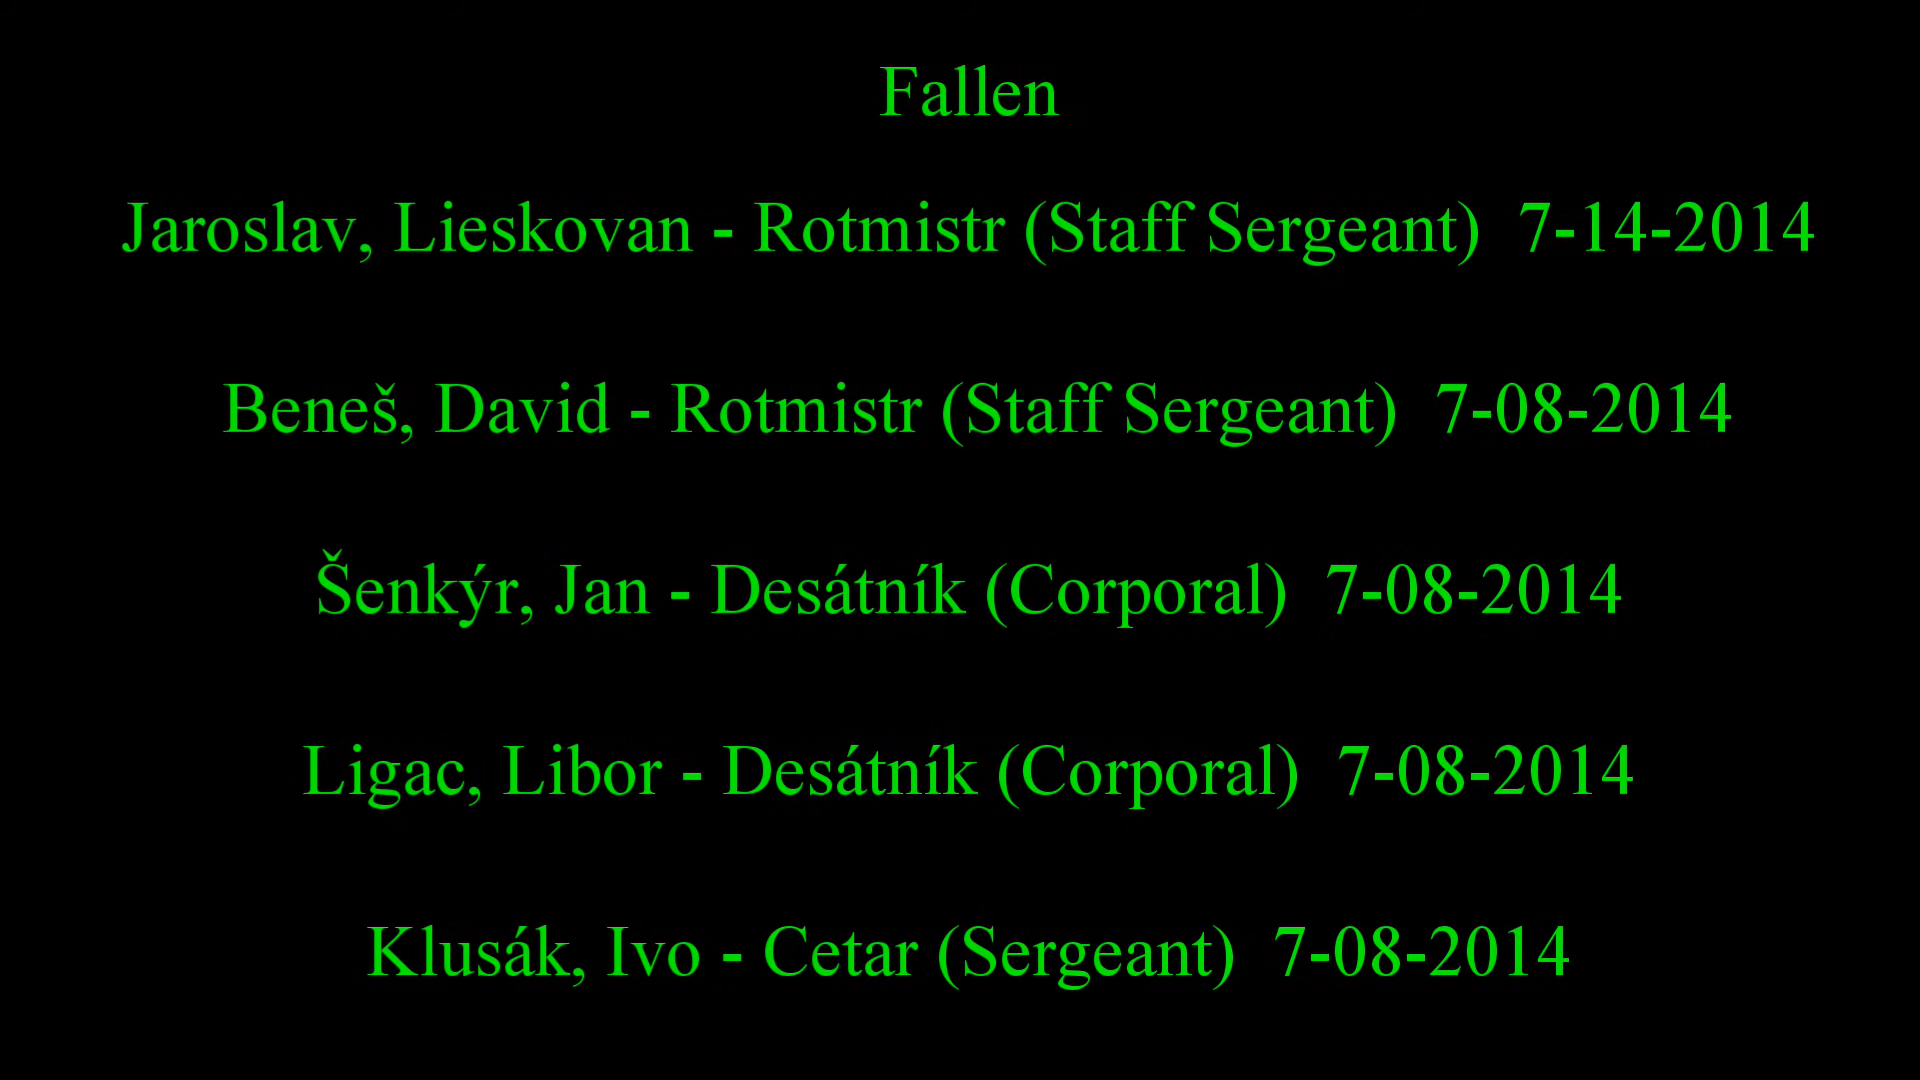 Fallen
Jaroslav, Lieskovan - Rotmistr (Staff Sergeant)  7-14-2014
Beneš, David - Rotmistr (Staff Sergeant)  7-08-2014
Šenkýr, Jan - Desátník (Corporal)  7-08-2014
Ligac, Libor - Desátník (Corporal)  7-08-2014
Klusák, Ivo - Cetar (Sergeant)  7-08-2014